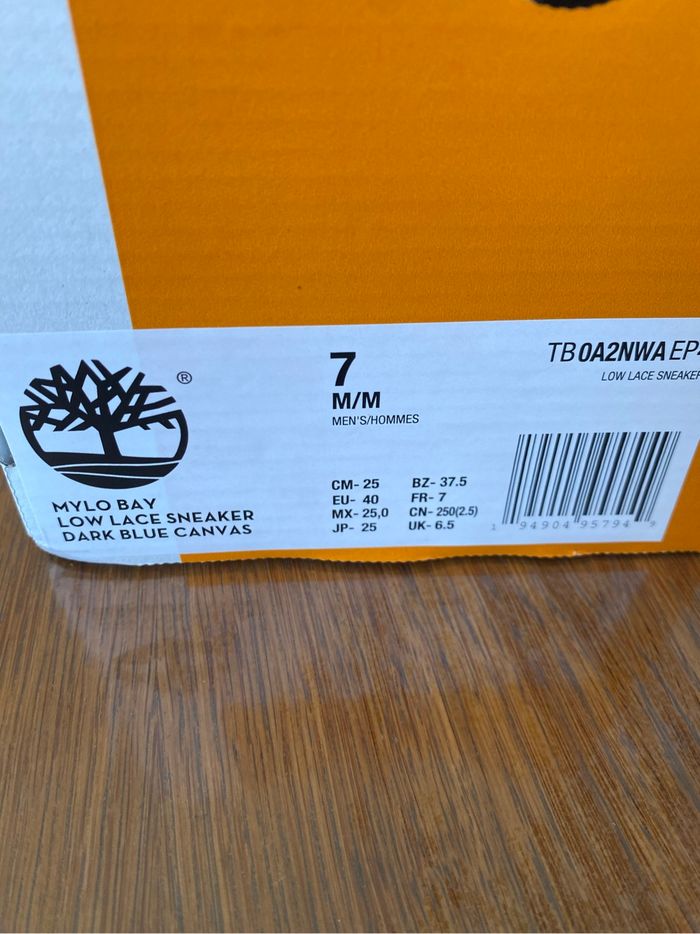 TB0A2NWA EP4
LOW LACE SNEAKER
7
M/M
MEN'S/HOMMES
CM- 25 BZ- 37.5
EU- 40 FR- 7
MX- 25,0 CN- 250(2.5)
JP- 25 UK- 6.5
®
MYLO BAY
LOW LACE SNEAKER
DARK BLUE CANVAS
1 94904 95794 9